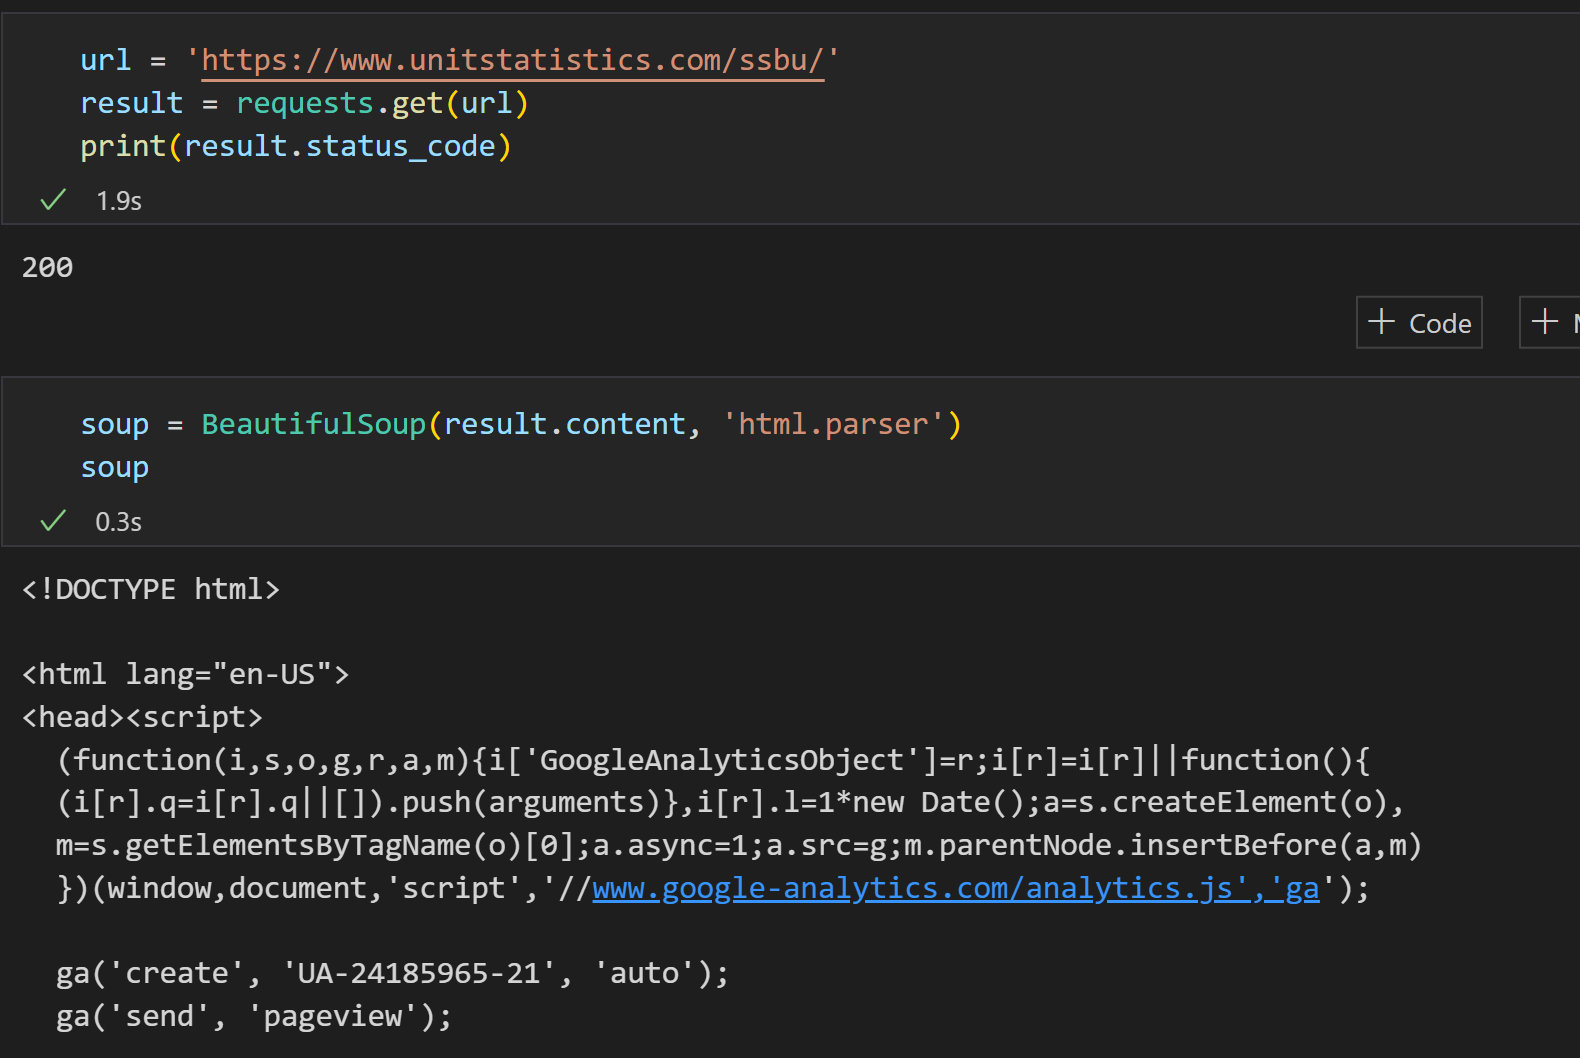 url = 'https://www.unitstatistics.com/ssbu/'
result = requests.get(url)
print(result.status_code)
1.9s
200
Code
soup = BeautifulSoup(result.content, 'html.parser')
soup
0.3s
<!DOCTYPE html>
<html lang="en-US">
<head><script>
(function(i,s,o,g,r,a,m){i['GoogleAnalyticsObject']=r;i[r]=i[r]||function(){
(i[r].q=i[r].q||[]).push(arguments)},i[r].l=1*new Date();a=s.createElement(o),
m=s.getElementsByTagName(o)[0];a.async=1;a.src=g;m.parentNode.insertBefore(a,m)
})(window,document,'script','//www.google-analytics.com/analytics.js','ga');
ga('create', 'UA-24185965-21', 'auto');
ga('send', 'pageview');